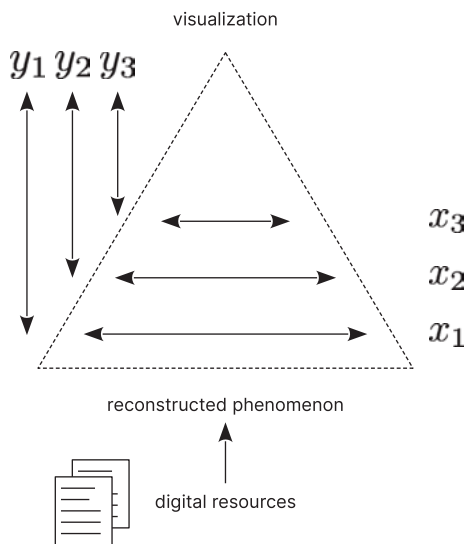 visualization
y1 y2 y3
x3
x2
x1
reconstructed phenomenon
digital resources